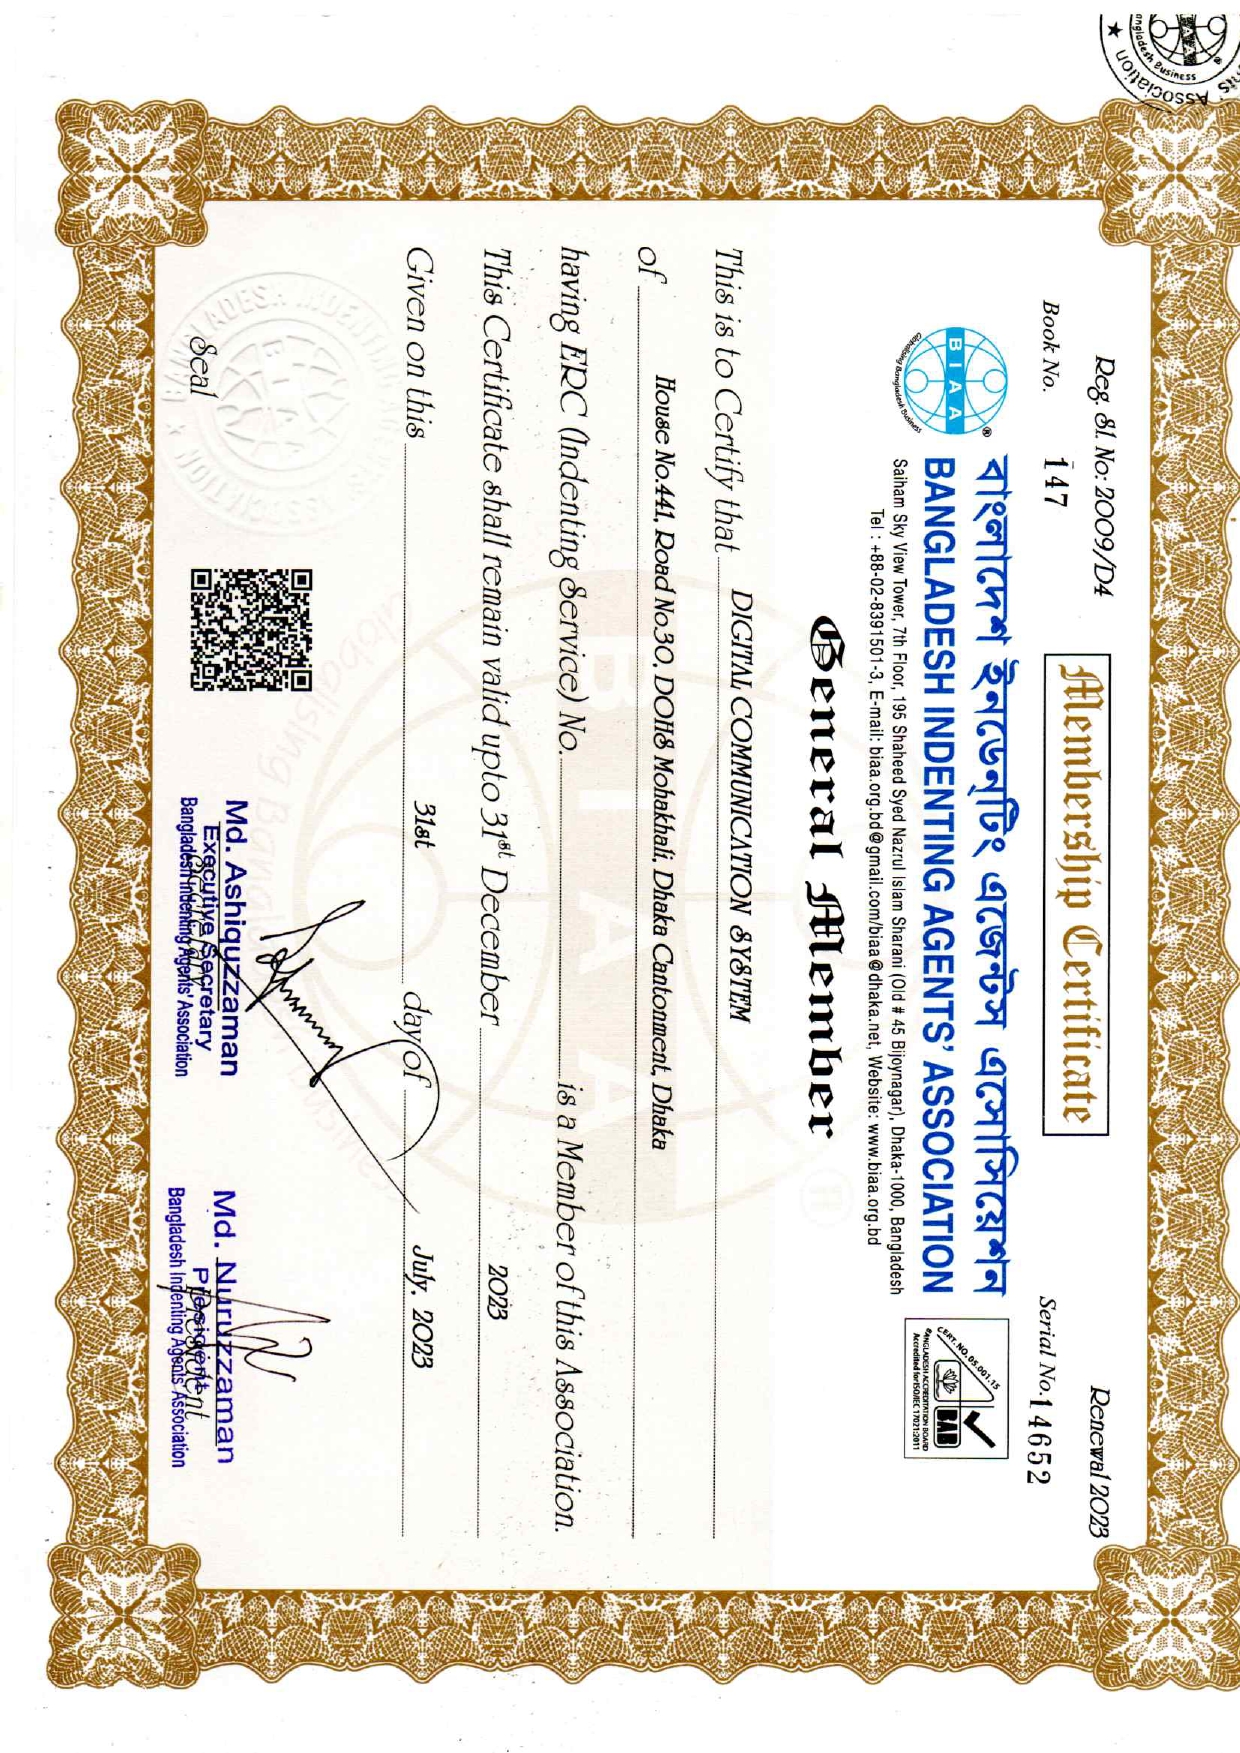 Reg. Sl. No: 2009/D4
Renewal 2023
Membership Certificate
Book No. 147
Serial No. 14652
BIAA
®
Globalising Bangladesh Business
বাংলাদেশ ইনডেন্টিং এজেন্টস এসোসিয়েশন
BANGLADESH INDENTING AGENTS' ASSOCIATION
Saiham Sky View Tower, 7th Floor, 195 Shaheed Syed Nazrul Islam Sharani (Old # 45 Bijoynagar), Dhaka-1000, Bangladesh
Tel : +88-02-8391501-3, E-mail: biaa.org.bd@gmail.com/biaa@dhaka.net, Website: www.biaa.org.bd
CERT. NO. 05.001.15
BAB
BANGLADESH ACCREDITATION BOARD
Accredited for ISO/IEC 17021:2011
General Member
This is to Certify that DIGITAL COMMUNICATION SYSTEM
of House No.441, Road No30, DOHS Mohakhali, Dhaka Cantonment, Dhaka
having ERC (Indenting Service) No. is a Member of this Association.
This Certificate shall remain valid upto 31st December 2023
Given on this 31st day of July, 2023
Seal
Md. Ashiquzzaman
Executive Secretary
Bangladesh Indenting Agents' Association
Md. Nuruzzaman
President
President
Bangladesh Indenting Agents' Association